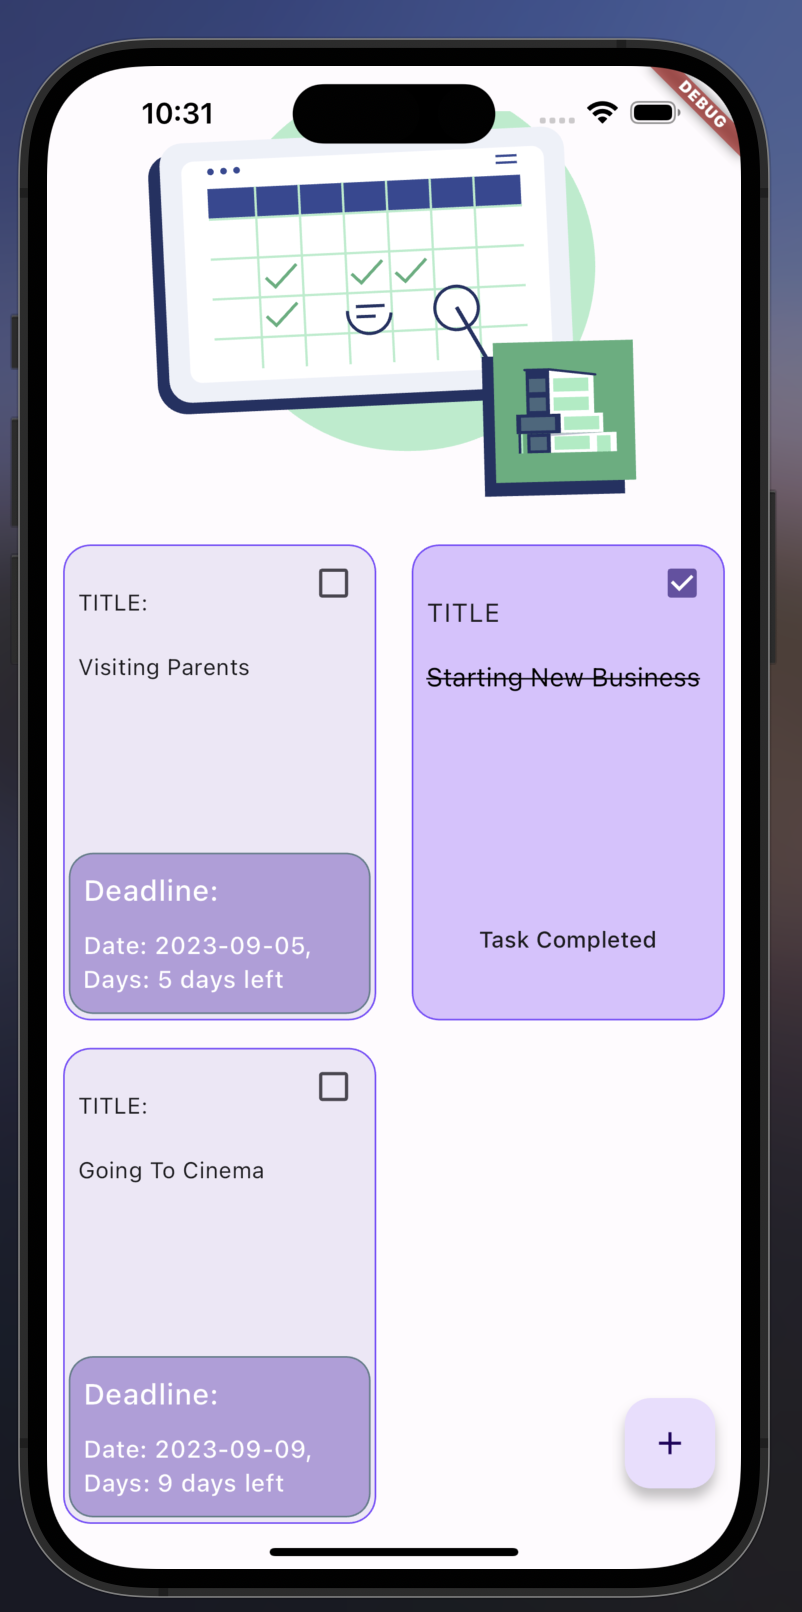 10:31
DEBUG
TITLE:
Visiting Parents
Deadline:
Date: 2023-09-05,
Days: 5 days left
TITLE
Starting New Business
Task Completed
TITLE:
Going To Cinema
Deadline:
Date: 2023-09-09,
Days: 9 days left
+